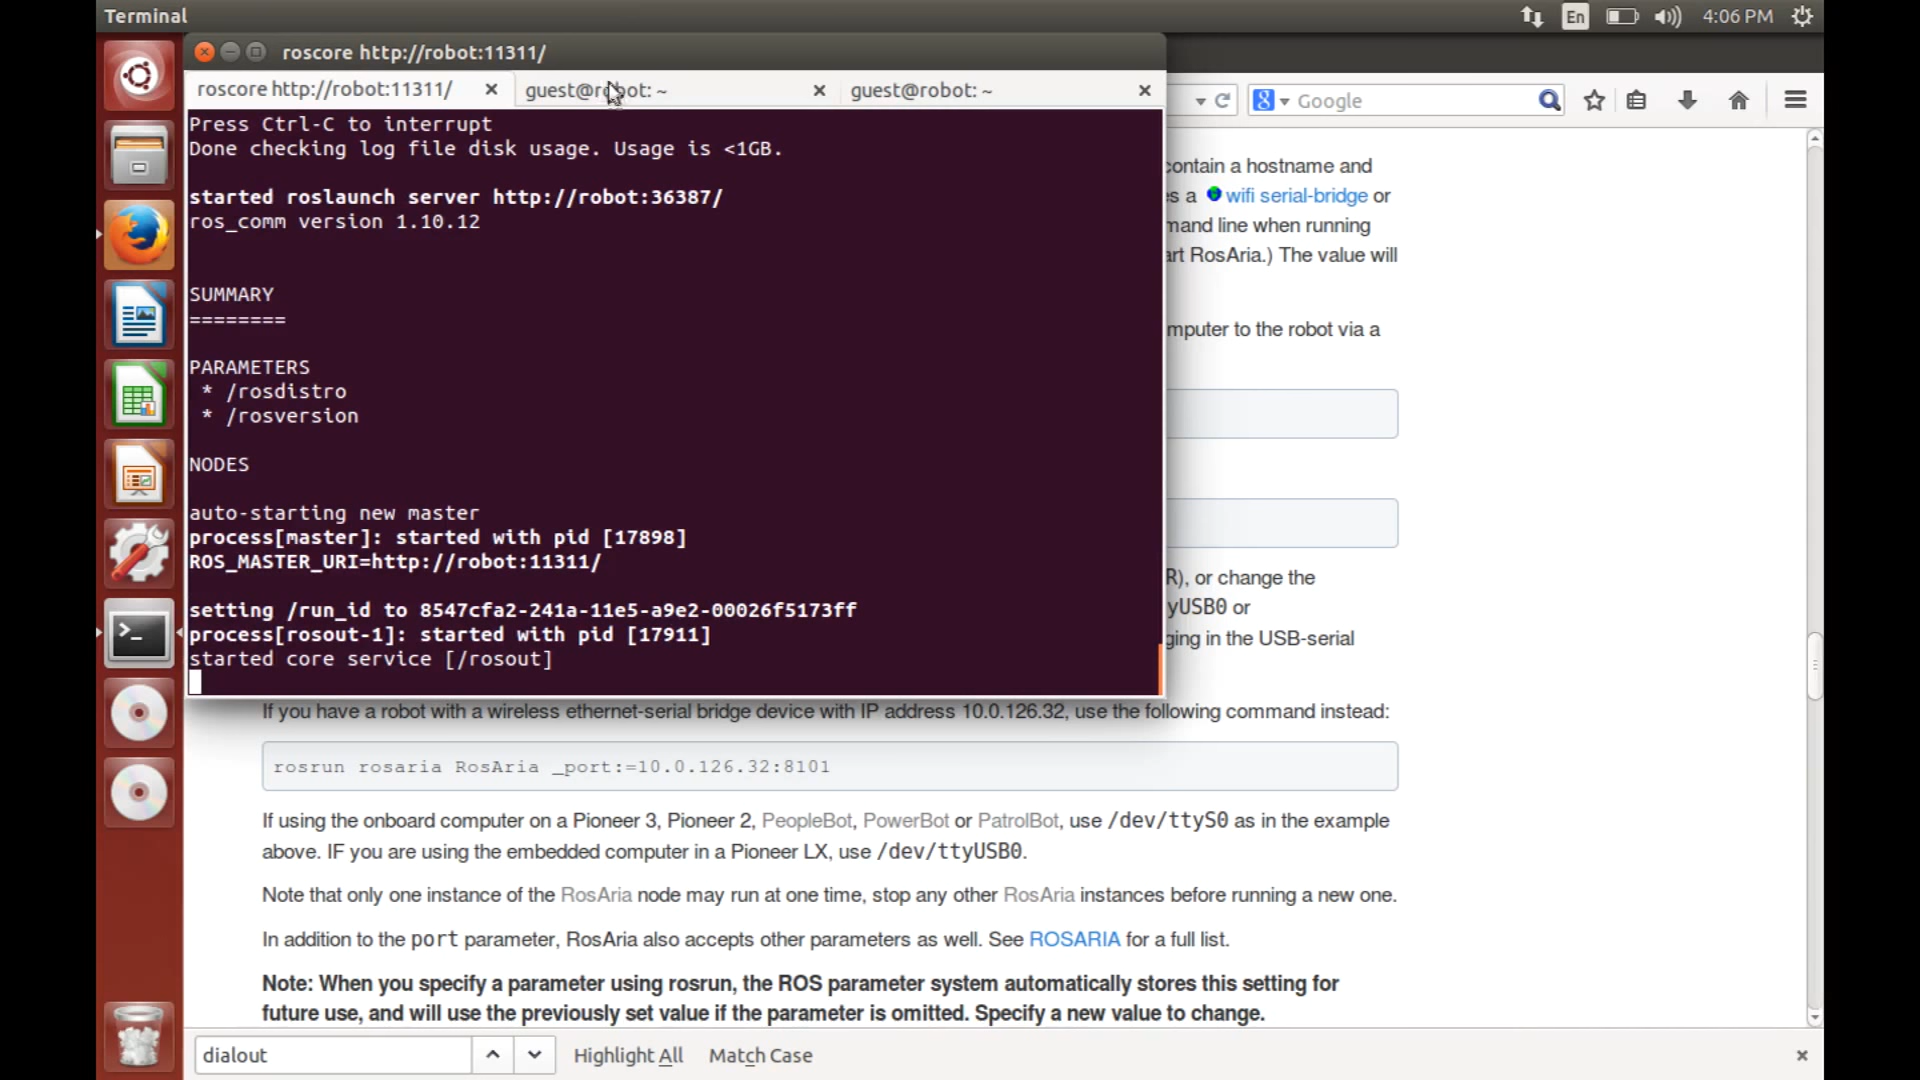 Terminal
En
4:06 PM
roscore http://robot:11311/
roscore http://robot:11311/
guest@robot: ~
guest@robot: ~
Press Ctrl-C to interrupt
Done checking log file disk usage. Usage is <1GB.
started roslaunch server http://robot:36387/
ros_comm version 1.10.12
SUMMARY
========
PARAMETERS
* /rosdistro
* /rosversion
NODES
auto-starting new master
process[master]: started with pid [17898]
ROS_MASTER_URI=http://robot:11311/
setting /run_id to 8547cfa2-241a-11e5-a9e2-00026f5173ff
process[rosout-1]: started with pid [17911]
started core service [/rosout]
8
Google
contain a hostname and
s a wifi serial-bridge or
mand line when running
art RosAria.) The value will
mputer to the robot via a
R), or change the
yUSB0 or
ging in the USB-serial
If you have a robot with a wireless ethernet-serial bridge device with IP address 10.0.126.32, use the following command instead:
rosrun rosaria RosAria _port:=10.0.126.32:8101
If using the onboard computer on a Pioneer 3, Pioneer 2, PeopleBot, PowerBot or PatrolBot, use /dev/ttyS0 as in the example
above. IF you are using the embedded computer in a Pioneer LX, use /dev/ttyUSB0.
Note that only one instance of the RosAria node may run at one time, stop any other RosAria instances before running a new one.
In addition to the port parameter, RosAria also accepts other parameters as well. See ROSARIA for a full list.
Note: When you specify a parameter using rosrun, the ROS parameter system automatically stores this setting for
future use, and will use the previously set value if the parameter is omitted. Specify a new value to change.
dialout
Highlight All
Match Case